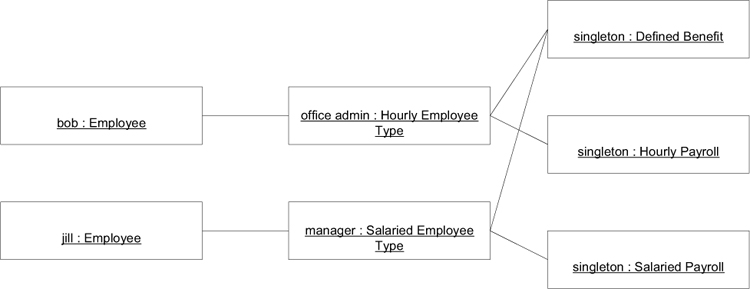 singleton : Defined Benefit
bob : Employee
office admin : Hourly Employee
Type
singleton : Hourly Payroll
jill : Employee
manager : Salaried Employee
Type
singleton : Salaried Payroll